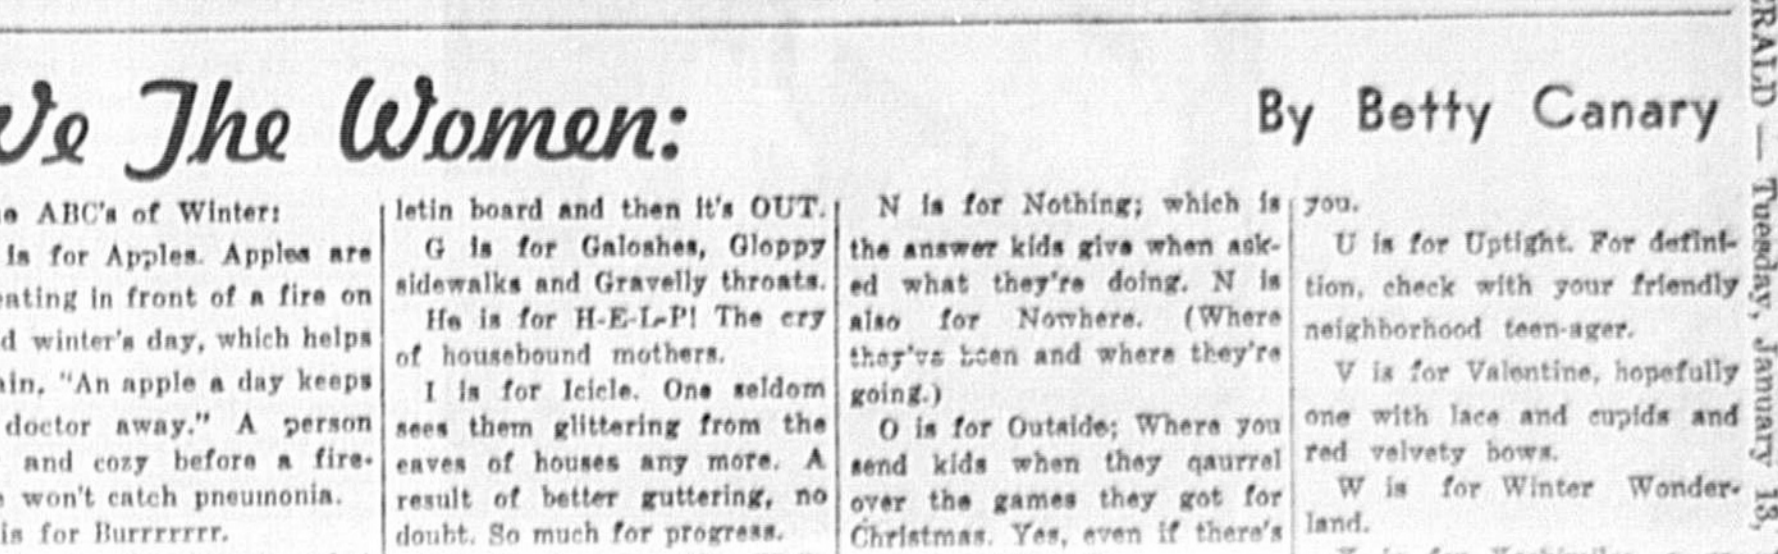 We The Women:
By Betty Canary
ABC's of Winter:
is for Apples. Apples are
eating in front of a fire on
d winter's day, which helps
ain, "An apple a day keeps
doctor away." A person
and cozy before a fire-
won't catch pneumonia.
is for Burrrrrrr.
letin board and then it's OUT.
G is for Galoshes, Gloppy
sidewalks and Gravelly throats.
He is for H-E-L-P! The cry
of housebound mothers.
I is for Icicle. One seldom
sees them glittering from the
eaves of houses any more. A
result of better guttering, no
doubt. So much for progress.
N is for Nothing; which is
the answer kids give when ask-
ed what they're doing. N is
also for Nowhere. (Where
they've been and where they're
going.)
O is for Outside; Where you
send kids when they qaurrel
over the games they got for
Christmas. Yes, even if there's
you.
U is for Uptight. For defini-
tion, check with your friendly
neighborhood teen-ager.
V is for Valentine, hopefully
one with lace and cupids and
red velvety bows.
W is for Winter Wonder-
land.
ERALD — Tuesday, January 13,